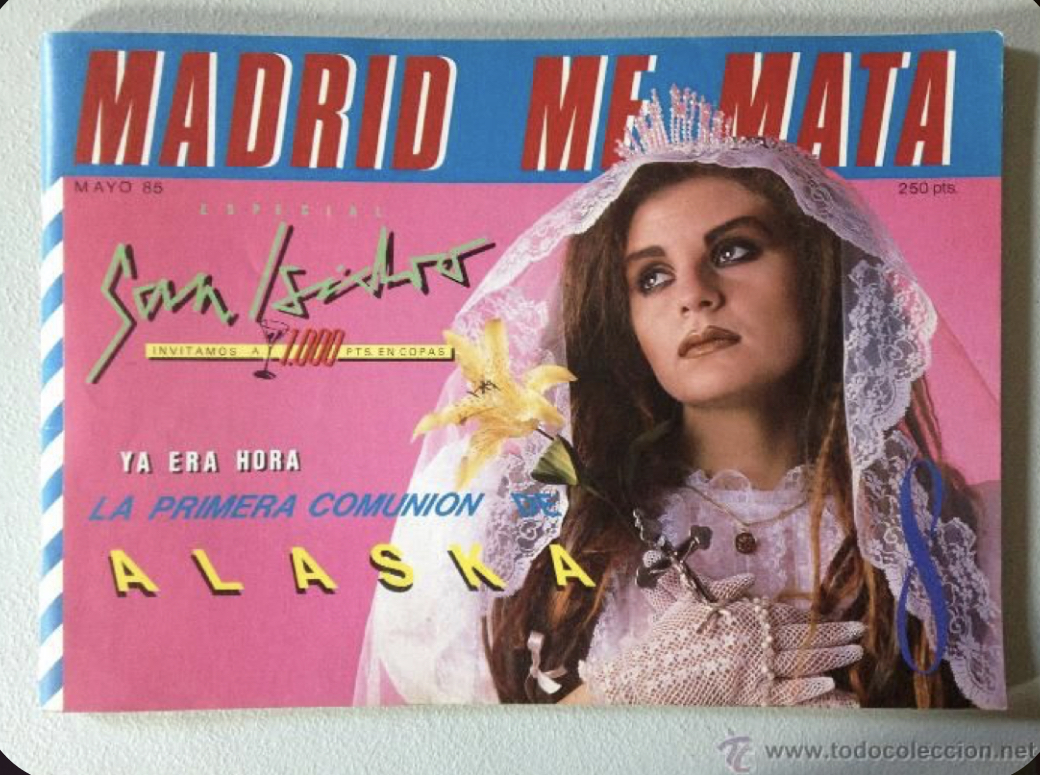 MADRID ME MATA
MAYO 85
250 pts.
ESPECIAL
San Isidro
INVITAMOS A 1.000 PTS. EN COPAS
YA ERA HORA
LA PRIMERA COMUNION DE
ALASKA
8
TC www.todocoleccion.net